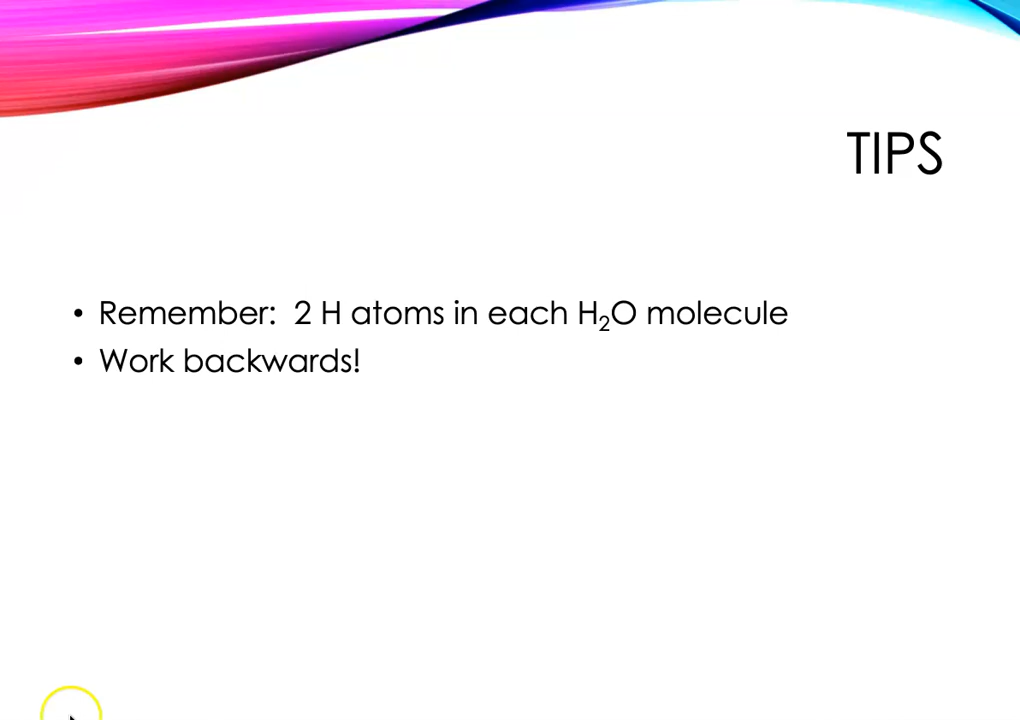 TIPS
• Remember:  2 H atoms in each H₂O molecule
• Work backwards!